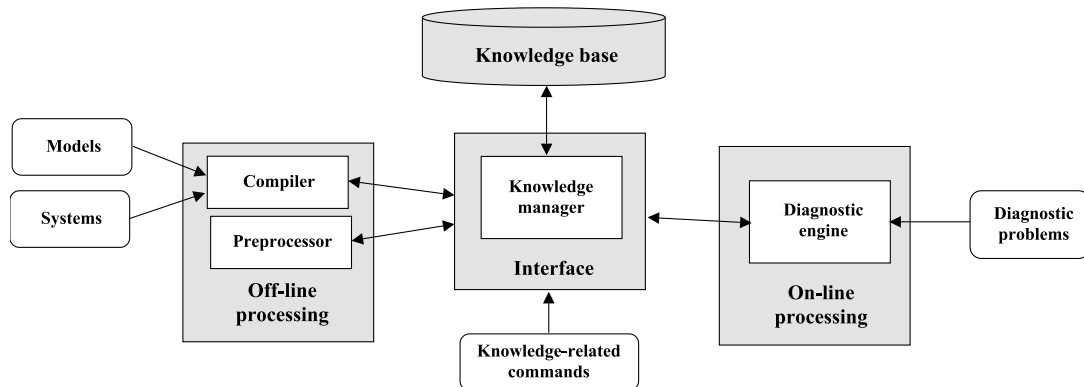 Knowledge base
Models
Systems
Compiler
Preprocessor
Off-line
processing
Knowledge
manager
Interface
Knowledge-related
commands
Diagnostic
engine
On-line
processing
Diagnostic
problems